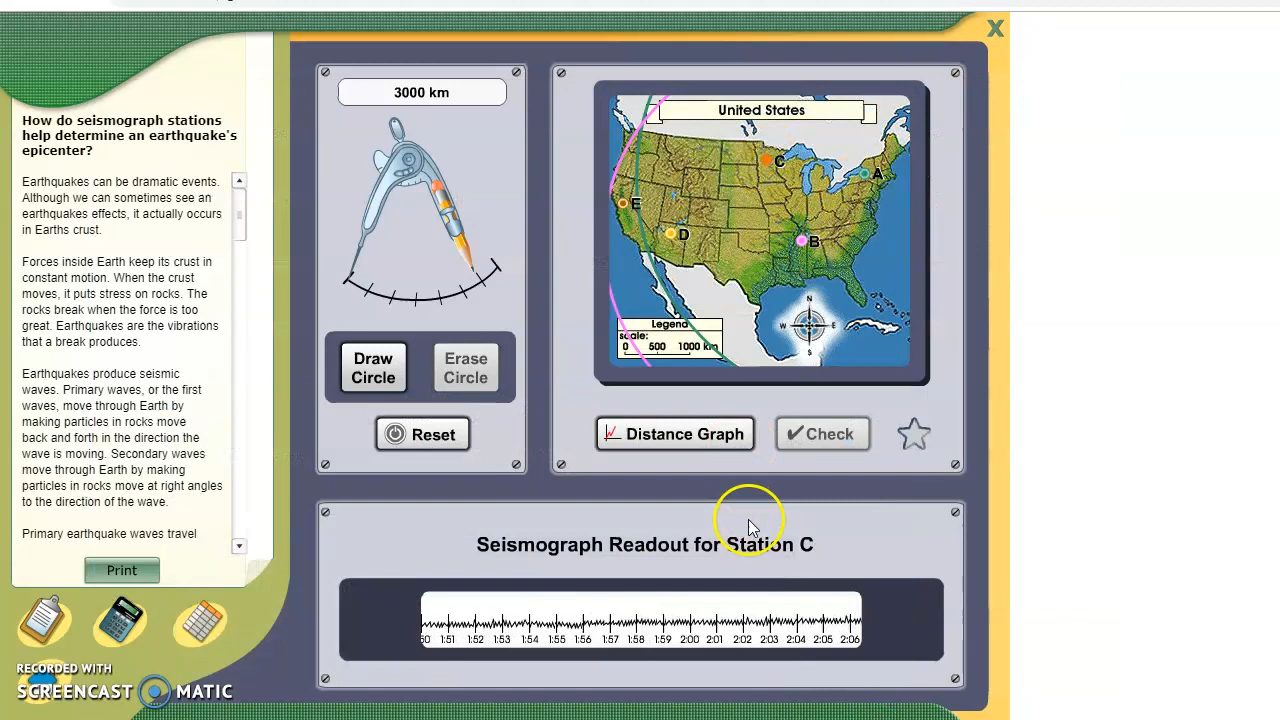 X
How do seismograph stations
help determine an earthquake's
epicenter?
Earthquakes can be dramatic events.
Although we can sometimes see an
earthquakes effects, it actually occurs
in Earths crust.
Forces inside Earth keep its crust in
constant motion. When the crust
moves, it puts stress on rocks. The
rocks break when the force is too
great. Earthquakes are the vibrations
that a break produces.
Earthquakes produce seismic
waves. Primary waves, or the first
waves, move through Earth by
making particles in rocks move
back and forth in the direction the
wave is moving. Secondary waves
move through Earth by making
particles in rocks move at right angles
to the direction of the wave.
Primary earthquake waves travel
Print
RECORDED WITH
SCREENCAST MATIC
3000 km
Draw
Circle
Erase
Circle
Reset
United States
C
A
E
D
B
N
W E
S
Legend
scale:
0 500 1000 km
Distance Graph
✔Check
Seismograph Readout for Station C
50 1:51 1:52 1:53 1:54 1:55 1:56 1:57 1:58 1:59 2:00 2:01 2:02 2:03 2:04 2:05 2:06